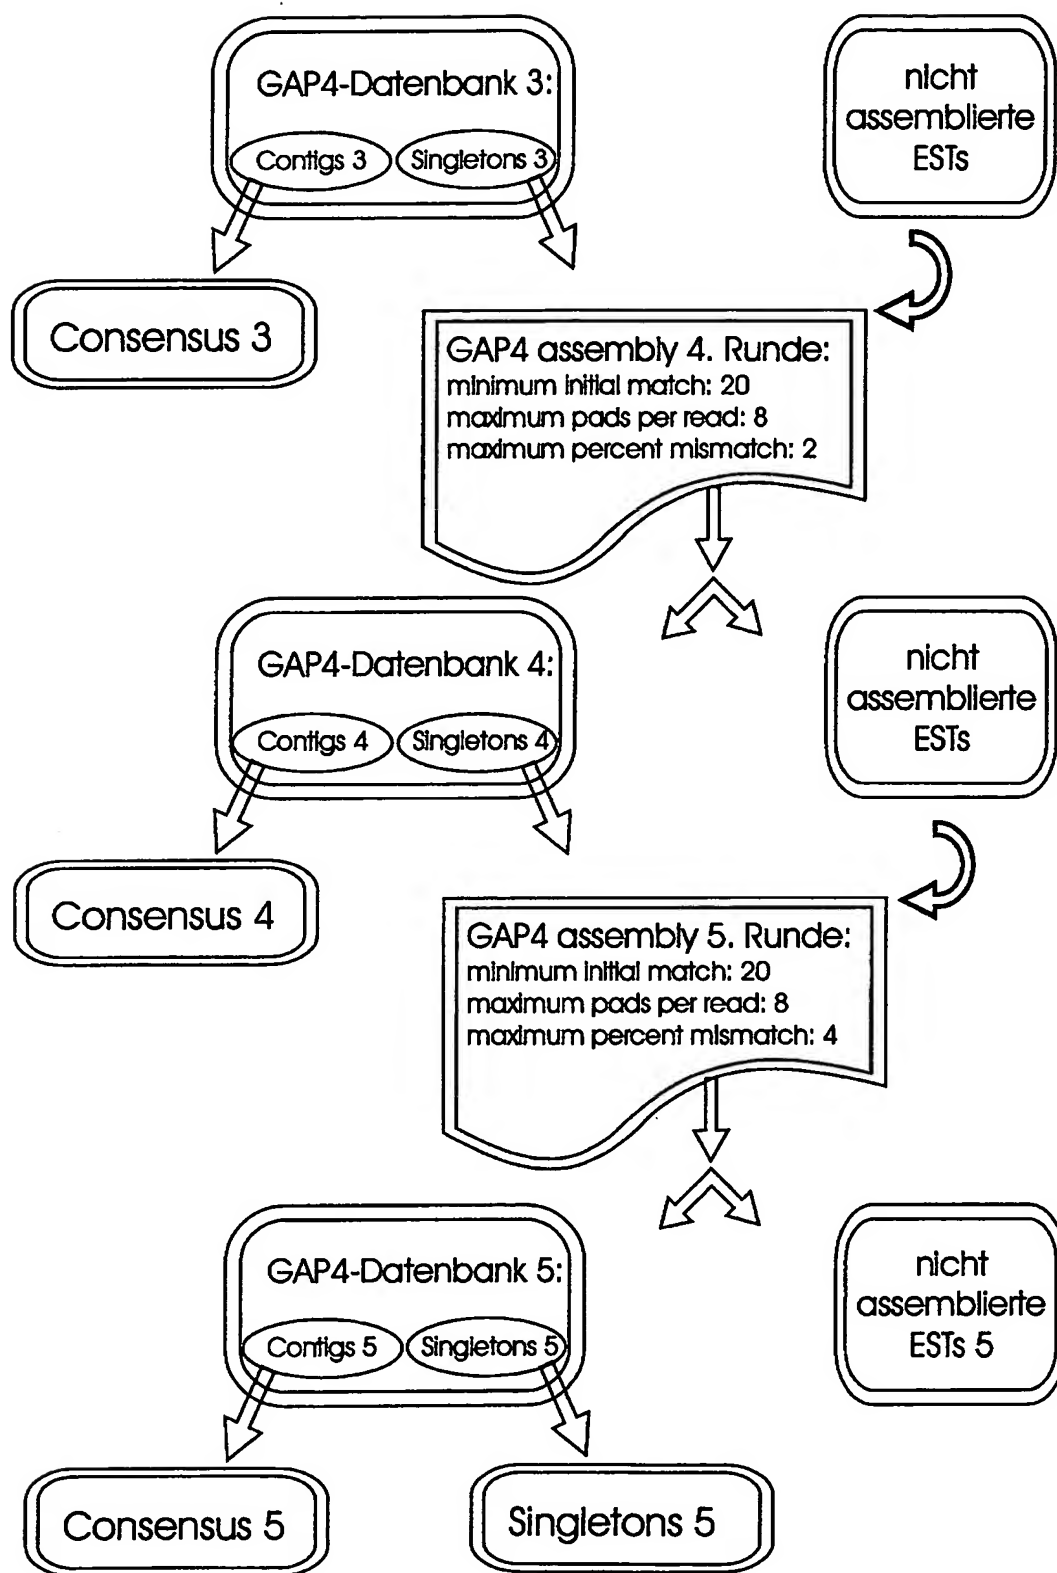 GAP4-Datenbank 3:
Contigs 3
Singletons 3
nicht
assemblierte
ESTs
Consensus 3
GAP4 assembly 4. Runde:
minimum initial match: 20
maximum pads per read: 8
maximum percent mismatch: 2
GAP4-Datenbank 4:
Contigs 4
Singletons 4
nicht
assemblierte
ESTs
Consensus 4
GAP4 assembly 5. Runde:
minimum initial match: 20
maximum pads per read: 8
maximum percent mismatch: 4
GAP4-Datenbank 5:
Contigs 5
Singletons 5
nicht
assemblierte
ESTs 5
Consensus 5
Singletons 5